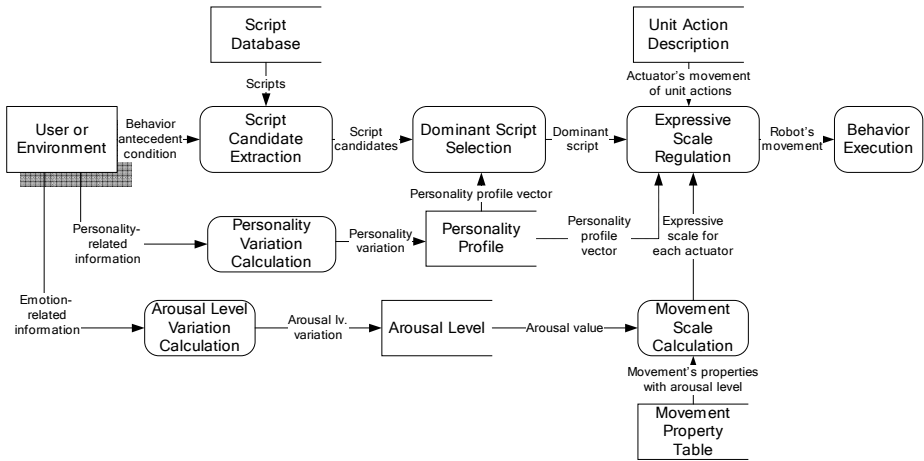 Script
Database
Unit Action
Description
Scripts
Actuator's movement
of unit actions
User or
Environment
Behavior
antecedent
condition
Script
Candidate
Extraction
Script
candidates
Dominant Script
Selection
Dominant
script
Expressive
Scale
Regulation
Robot's
movement
Behavior
Execution
Personality profile vector
Personality-
related
information
Personality
Variation
Calculation
Personality
variation
Personality
Profile
Personality
profile
vector
Expressive
scale for
each actuator
Emotion-
related
information
Arousal Level
Variation
Calculation
Arousal lv.
variation
Arousal Level
Arousal value
Movement
Scale
Calculation
Movement's properties
with arousal level
Movement
Property
Table